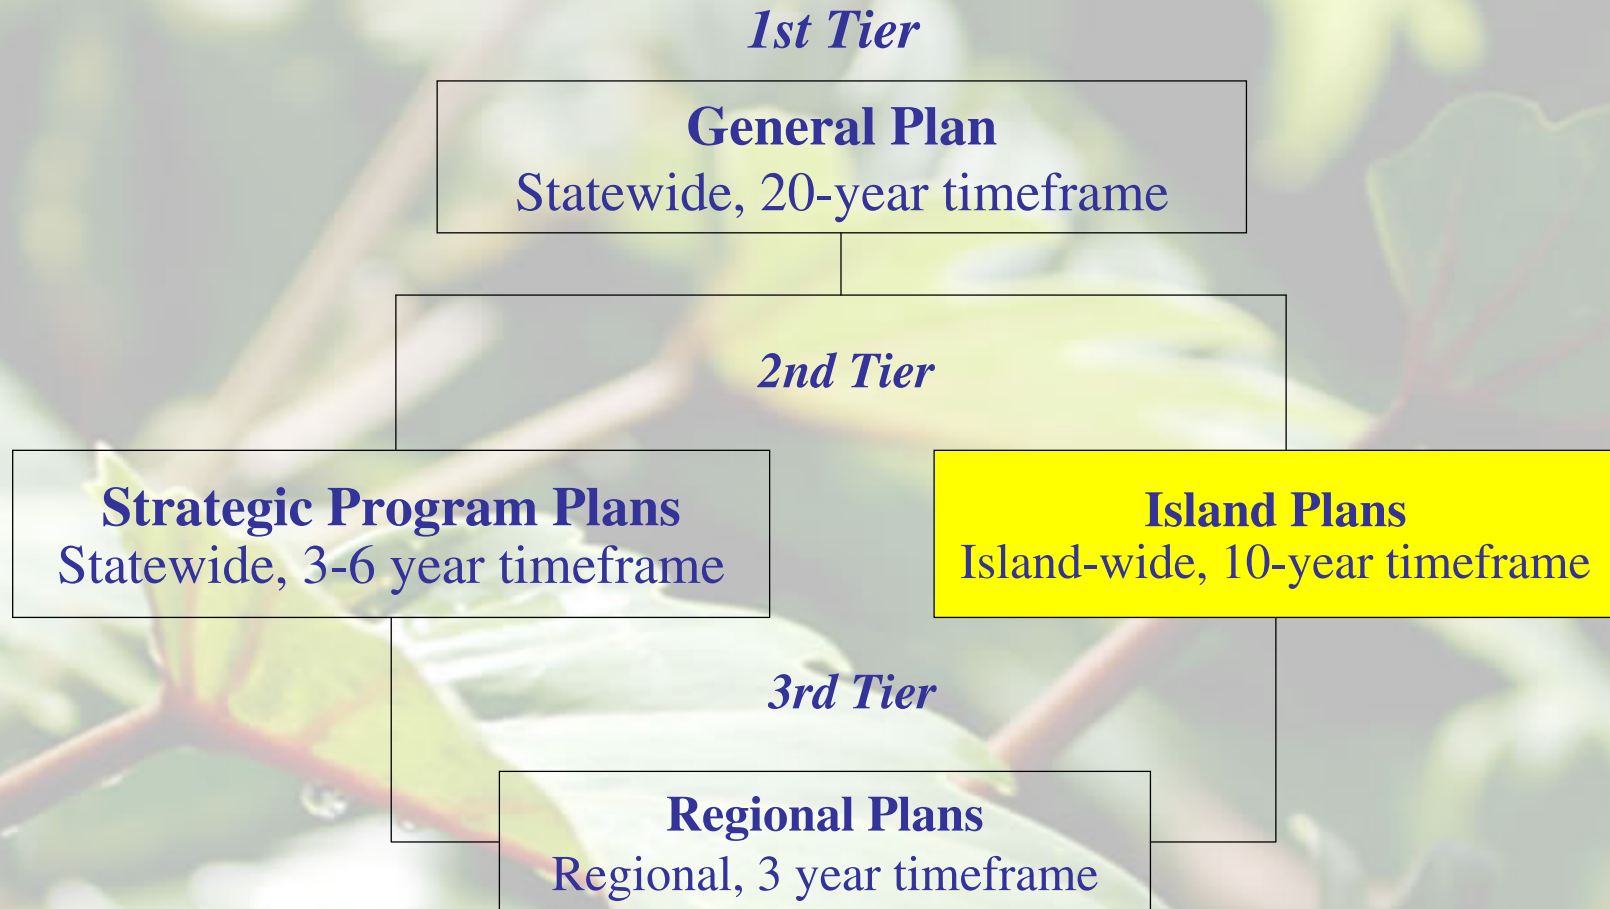 1st Tier
General Plan
Statewide, 20-year timeframe
2nd Tier
Strategic Program Plans
Statewide, 3-6 year timeframe
Island Plans
Island-wide, 10-year timeframe
3rd Tier
Regional Plans
Regional, 3 year timeframe